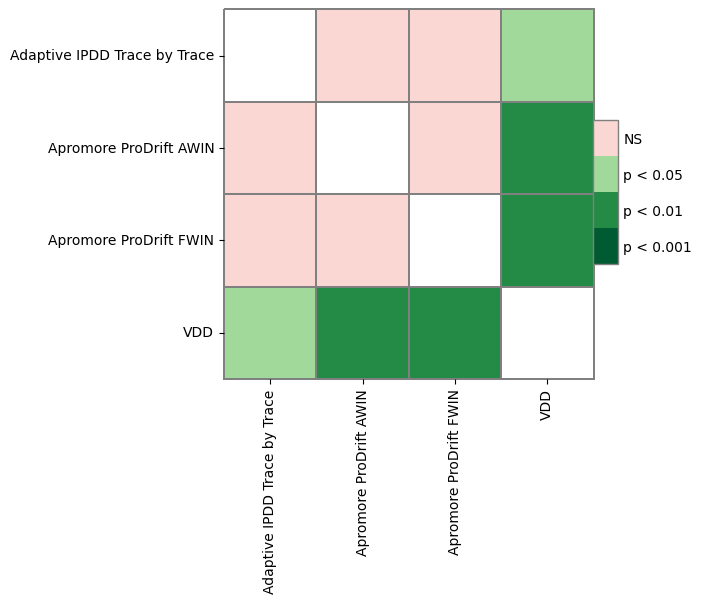 Adaptive IPDD Trace by Trace
Apromore ProDrift AWIN
Apromore ProDrift FWIN
VDD
NS
p < 0.05
p < 0.01
p < 0.001
Adaptive IPDD Trace by Trace
Apromore ProDrift AWIN
Apromore ProDrift FWIN
VDD